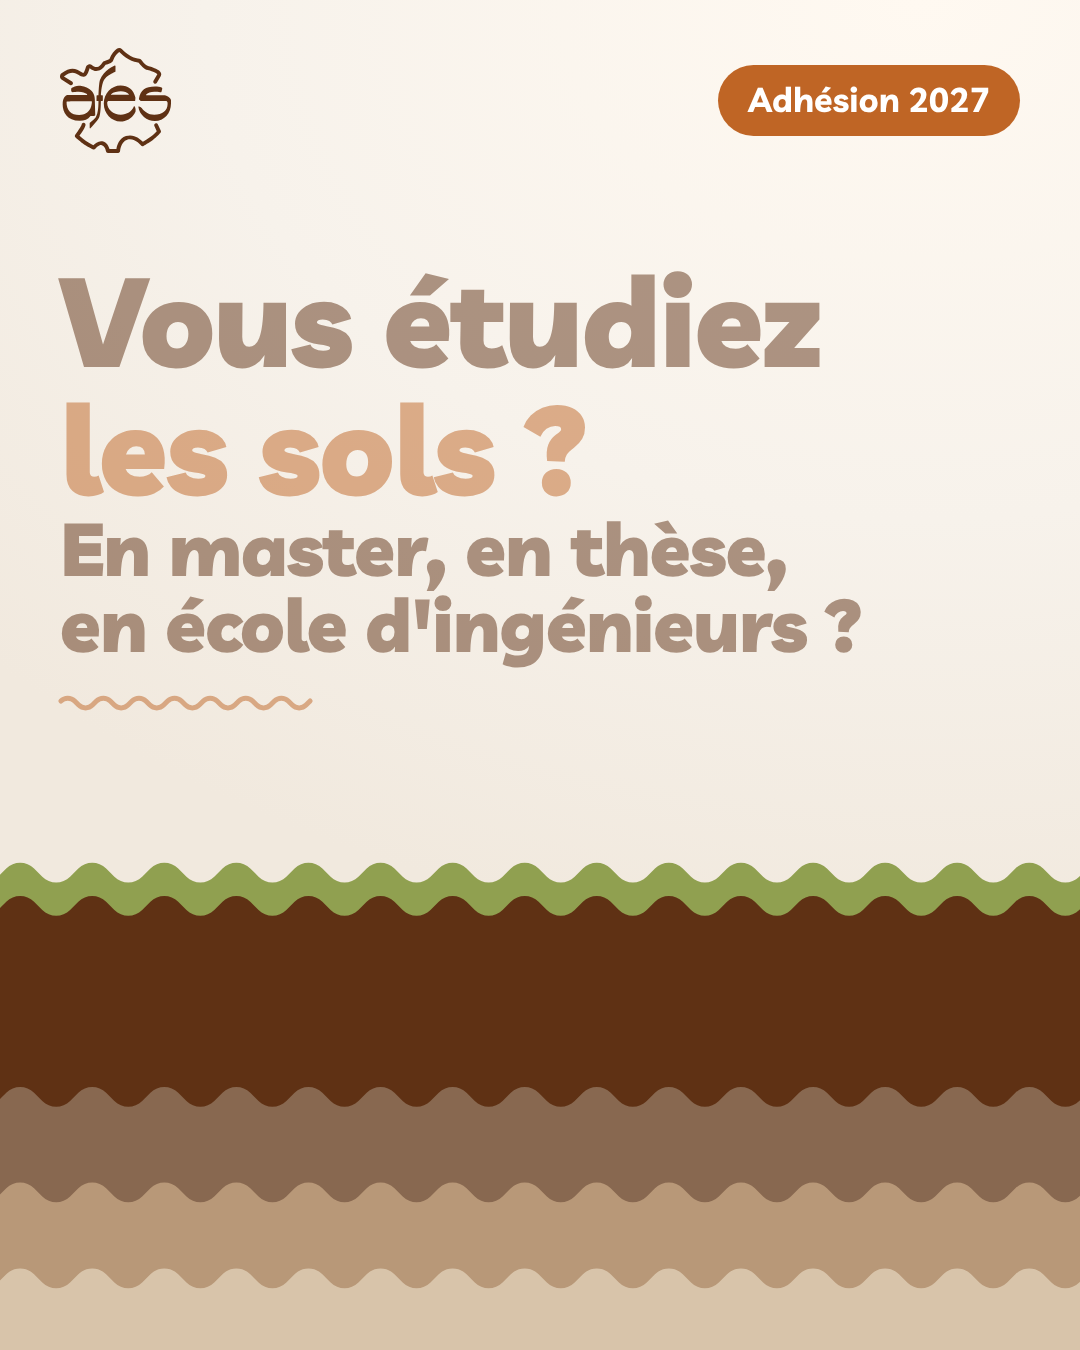 afes
Adhésion 2027
Vous étudiez
les sols ?
En master, en thèse,
en école d'ingénieurs ?